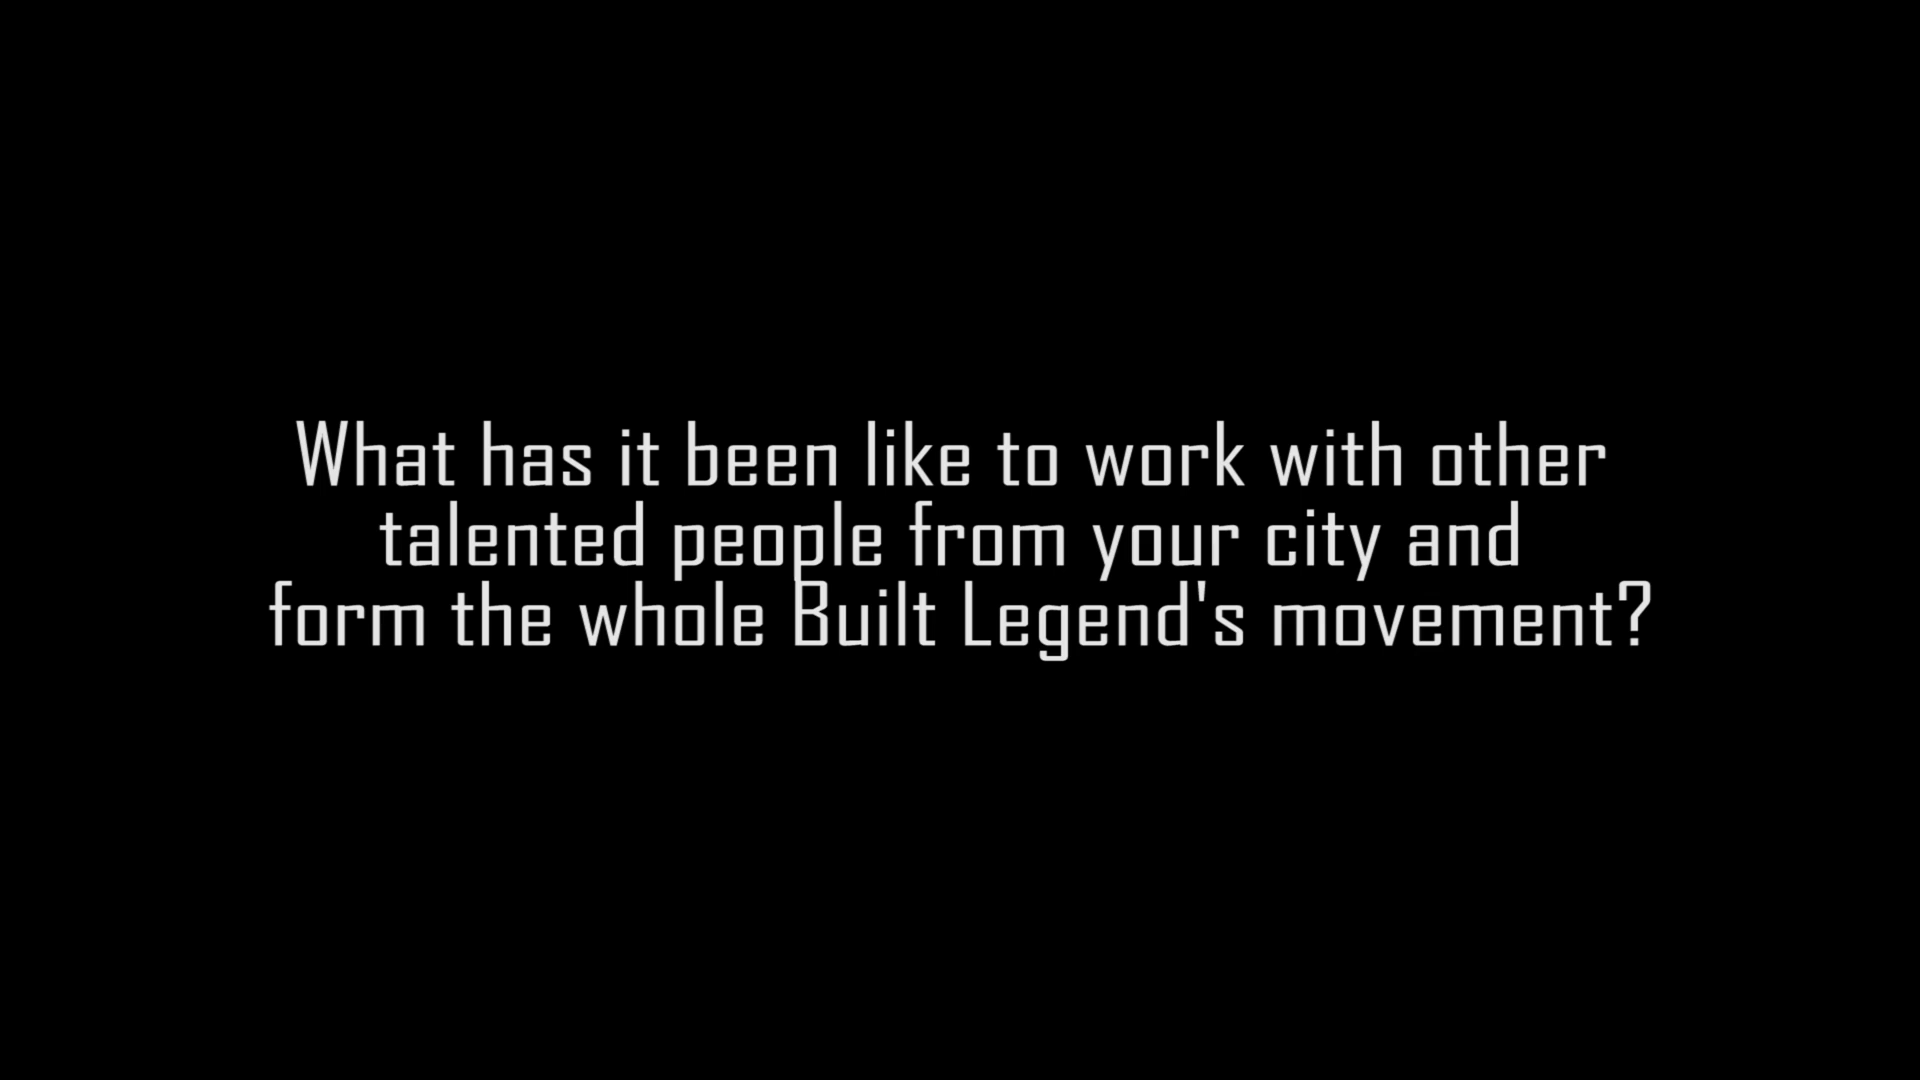 What has it been like to work with other
talented people from your city and
form the whole Built Legend's movement?